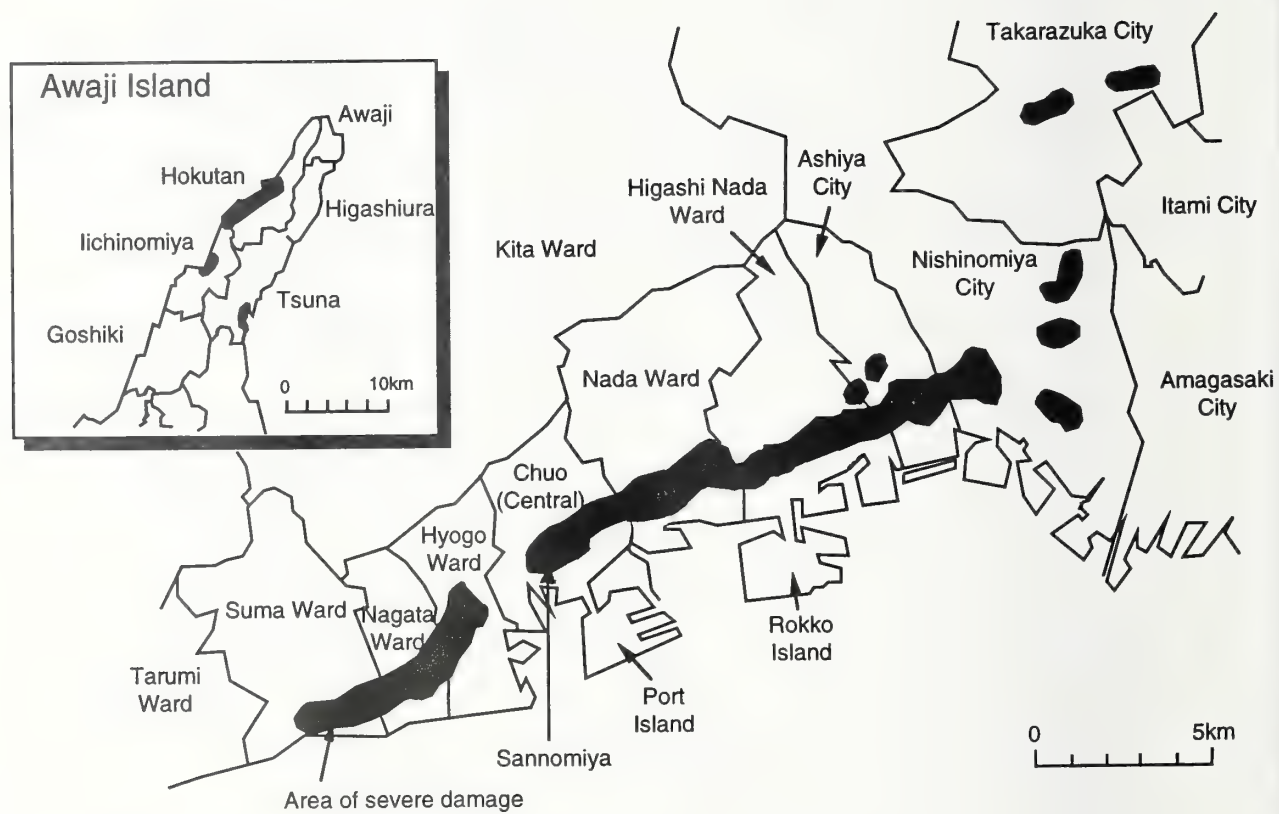 Awaji Island
Awaji
Hokutan
Higashiura
Iichinomiya
Tsuna
Goshiki
0 10km
Takarazuka City
Ashiya
City
Higashi Nada
Ward
Itami City
Kita Ward
Nishinomiya
City
Nada Ward
Amagasaki
City
Chuo
(Central)
Hyogo
Ward
Suma Ward
Nagata
Ward
Tarumi
Ward
Rokko
Island
Port
Island
Sannomiya
0 5km
Area of severe damage